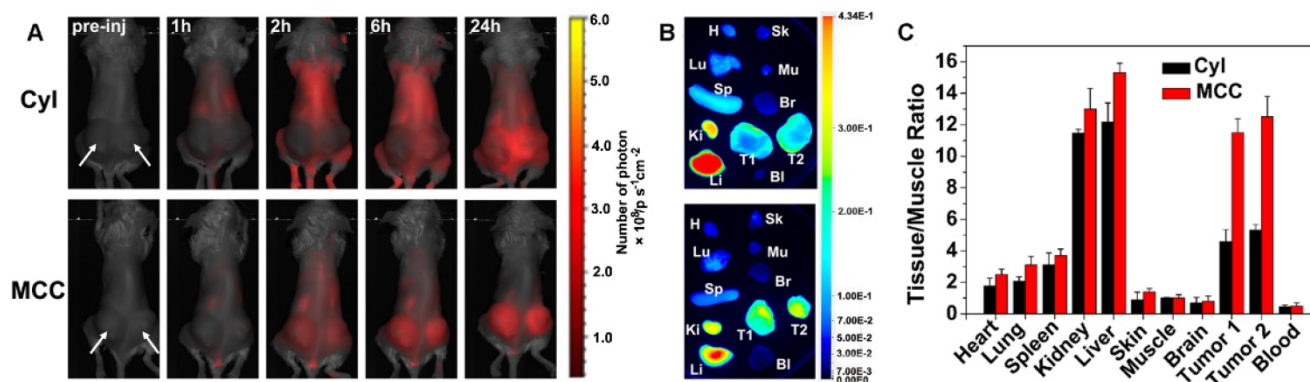 A
pre-inj
1h
2h
6h
24h
Cyl
MCC
6.0
5.0
4.0
3.0
2.0
1.0
Number of photon
× 10⁸/p s⁻¹cm⁻²
B
H
Sk
Lu
Mu
Sp
Br
Ki
T1
T2
Li
Bl
H
Sk
Lu
Mu
Sp
Br
Ki
T1
T2
Li
Bl
4.34E-1
3.00E-1
2.00E-1
1.00E-1
7.00E-2
5.00E-2
3.00E-2
1.50E-2
7.00E-3
0.00E0
C
Tissue/Muscle Ratio
16
14
12
10
8
6
4
2
0
Cyl
MCC
Heart
Lung
Spleen
Kidney
Liver
Skin
Muscle
Brain
Tumor 1
Tumor 2
Blood